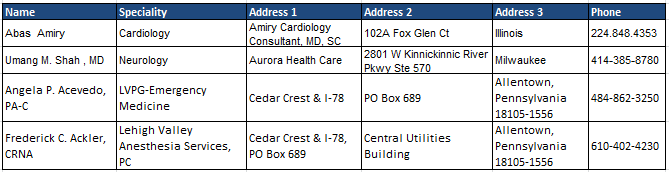 Name Speciality Address 1 Address 2 Address 3 Phone
Abas Amiry Cardiology Amiry Cardiology Consultant, MD, SC 102A Fox Glen Ct Illinois 224.848.4353
Umang M. Shah , MD Neurology Aurora Health Care 2801 W Kinnickinnic River Pkwy Ste 570 Milwaukee 414-385-8780
Angela P. Acevedo, PA-C LVPG-Emergency Medicine Cedar Crest & I-78 PO Box 689 Allentown, Pennsylvania 18105-1556 484-862-3250
Frederick C. Ackler, CRNA Lehigh Valley Anesthesia Services, PC Cedar Crest & I-78, PO Box 689 Central Utilities Building Allentown, Pennsylvania 18105-1556 610-402-4230